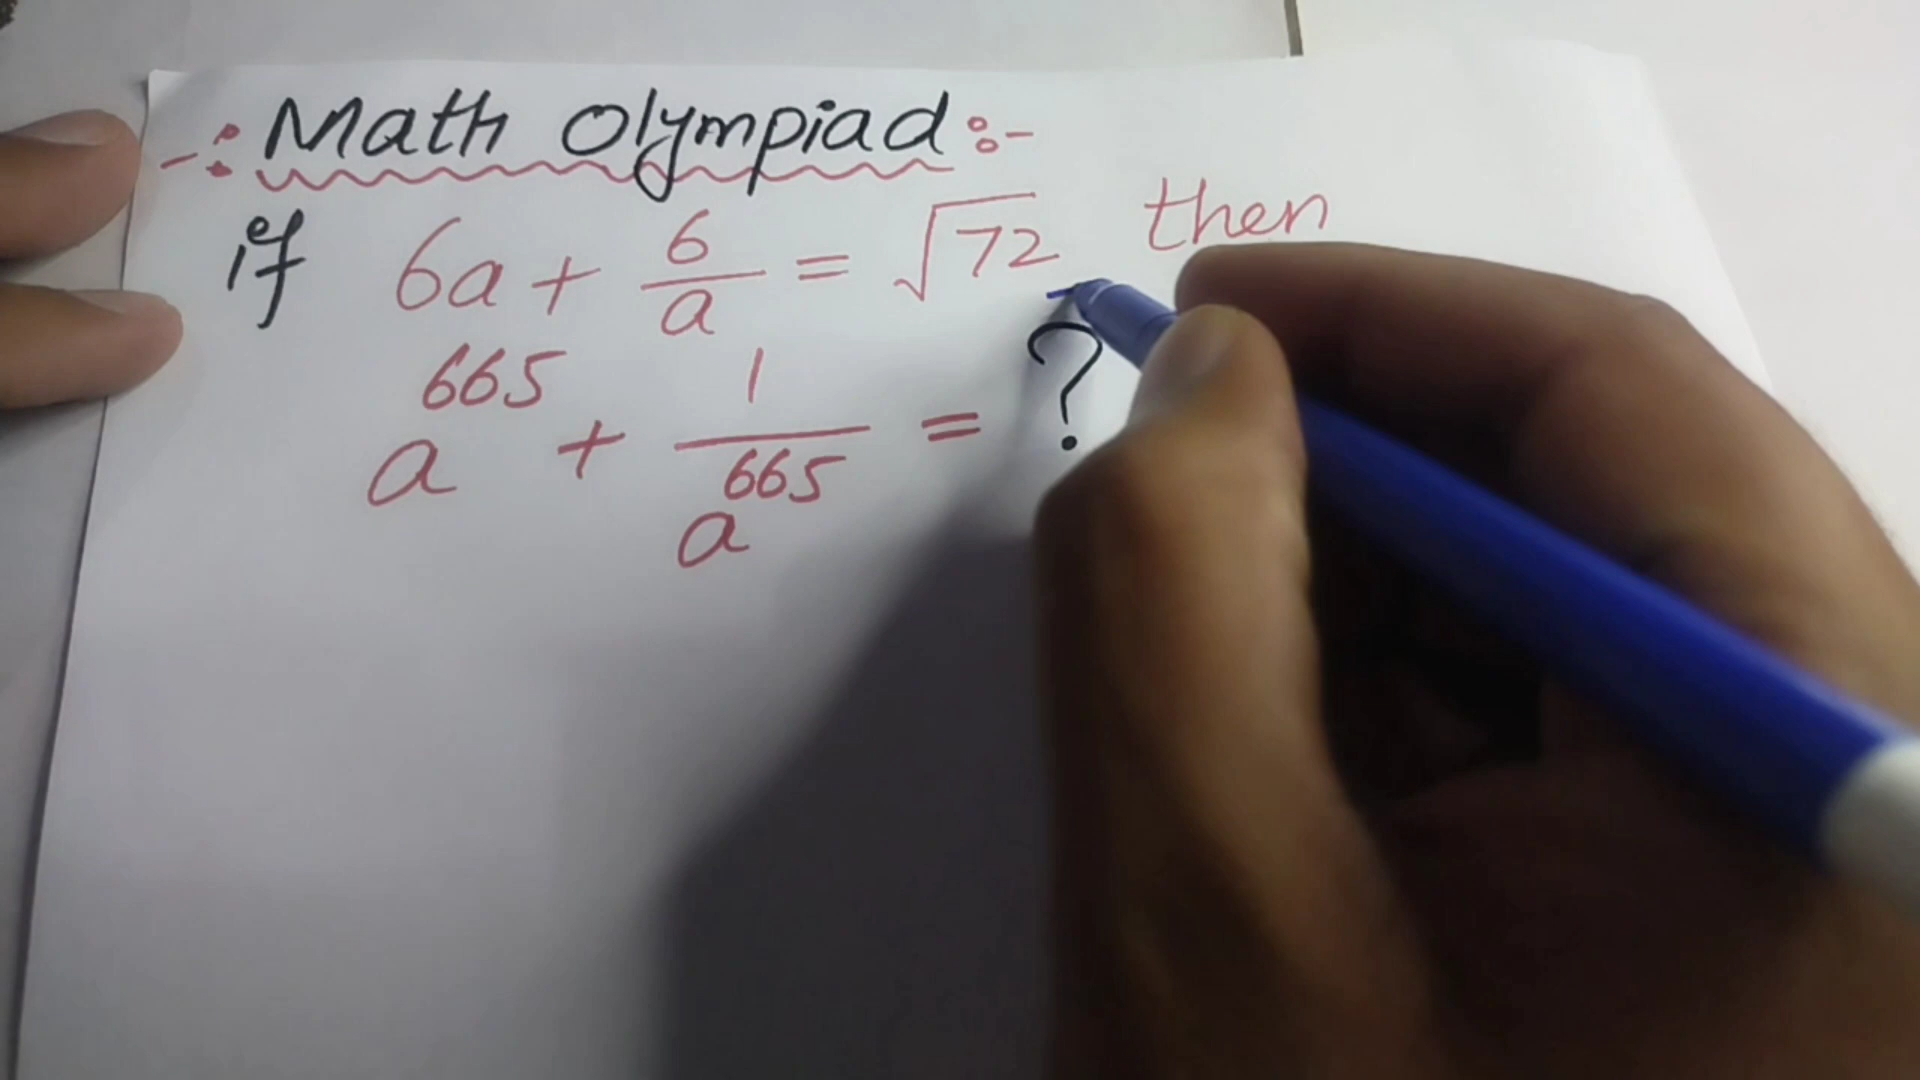 -: Math Olympiad :-
if 6a + 6/a = √72 then
a^665 + 1/a^665 = ?